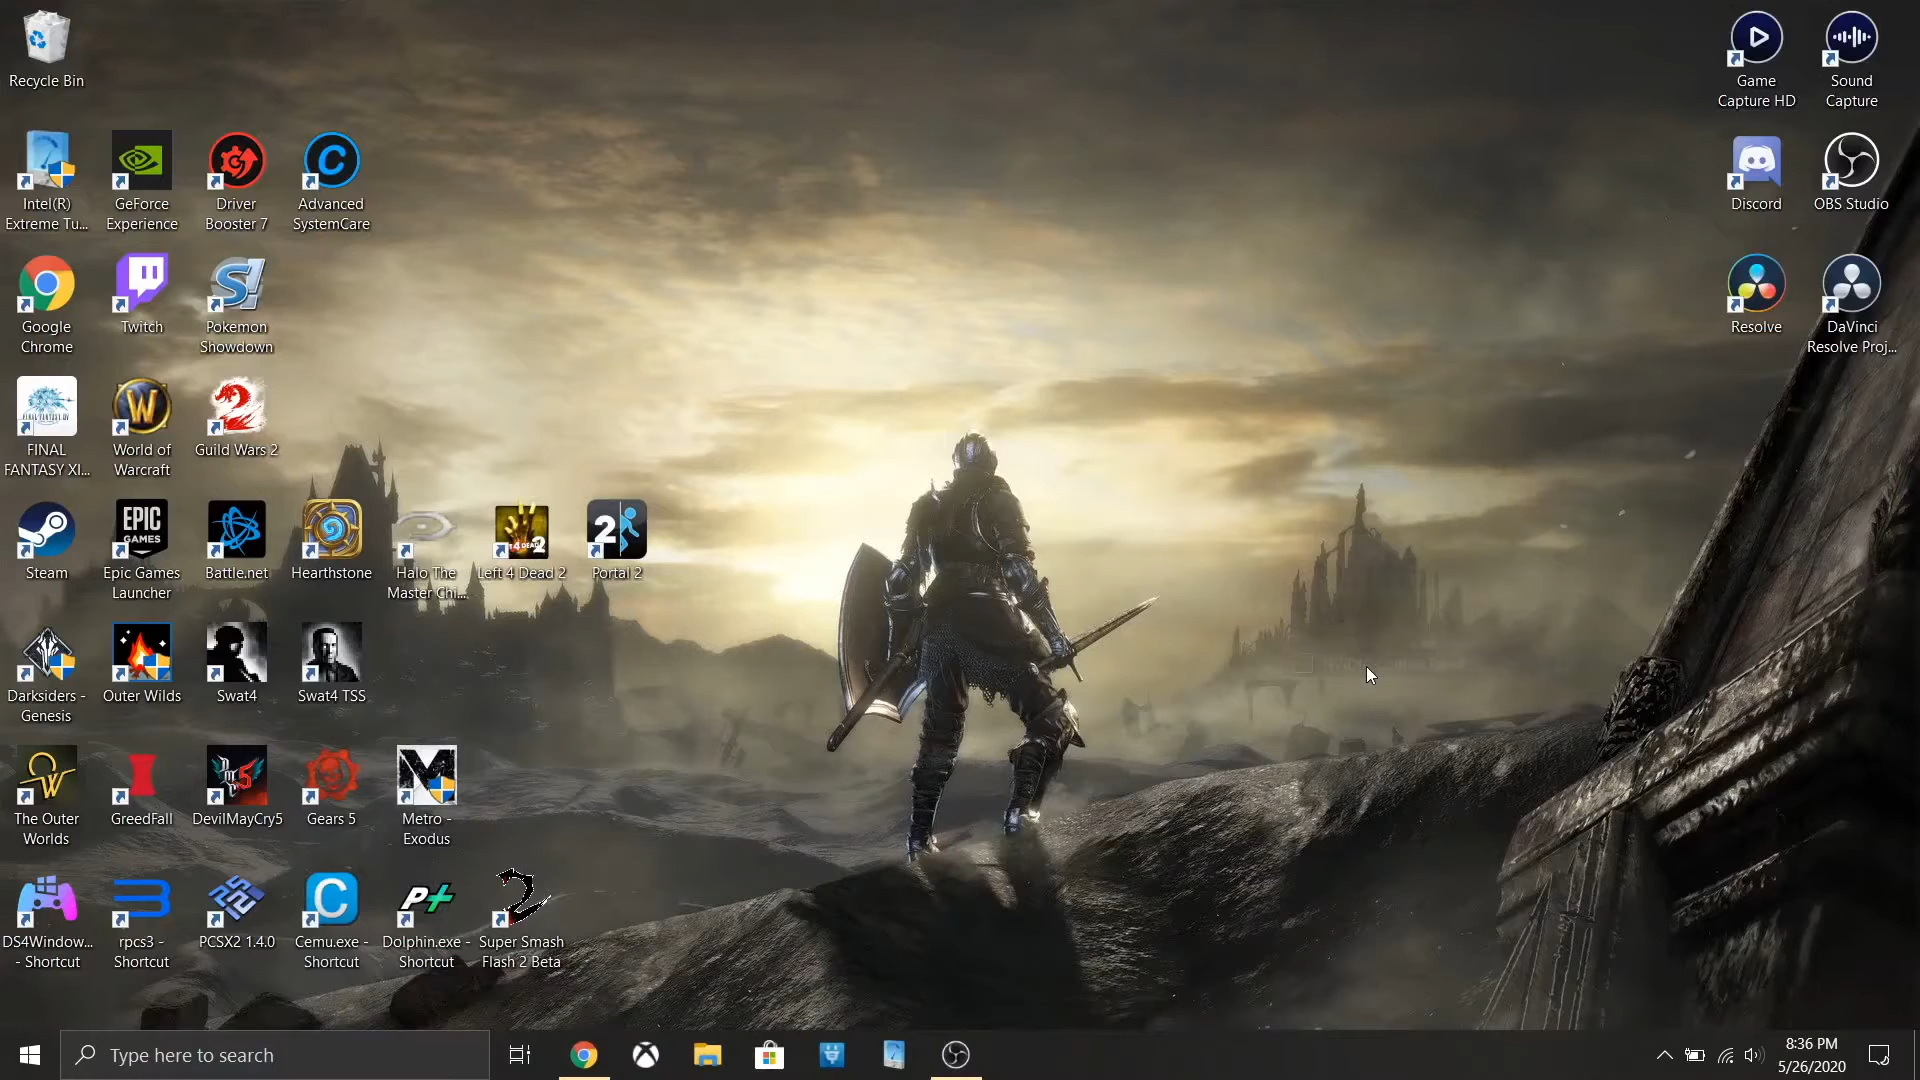 Recycle Bin
Game
Capture HD
Sound
Capture
Intel(R)
Extreme Tu...
GeForce
Experience
Driver
Booster 7
Advanced
SystemCare
Discord
OBS Studio
Google
Chrome
Twitch
Pokemon
Showdown
Resolve
DaVinci
Resolve Proj...
FINAL
FANTASY XI...
World of
Warcraft
Guild Wars 2
EPIC
GAMES
Steam
Epic Games
Launcher
Battle.net
Hearthstone
Halo The
Master Chi...
Left 4 Dead 2
2
Portal 2
Darksiders -
Genesis
Outer Wilds
Swat4
Swat4 TSS
The Outer
Worlds
GreedFall
DevilMayCry5
Gears 5
Metro -
Exodus
DS4Window...
- Shortcut
rpcs3 -
Shortcut
PCSX2 1.4.0
Cemu.exe -
Shortcut
P+
Dolphin.exe -
Shortcut
Super Smash
Flash 2 Beta
Type here to search
8:36 PM
5/26/2020